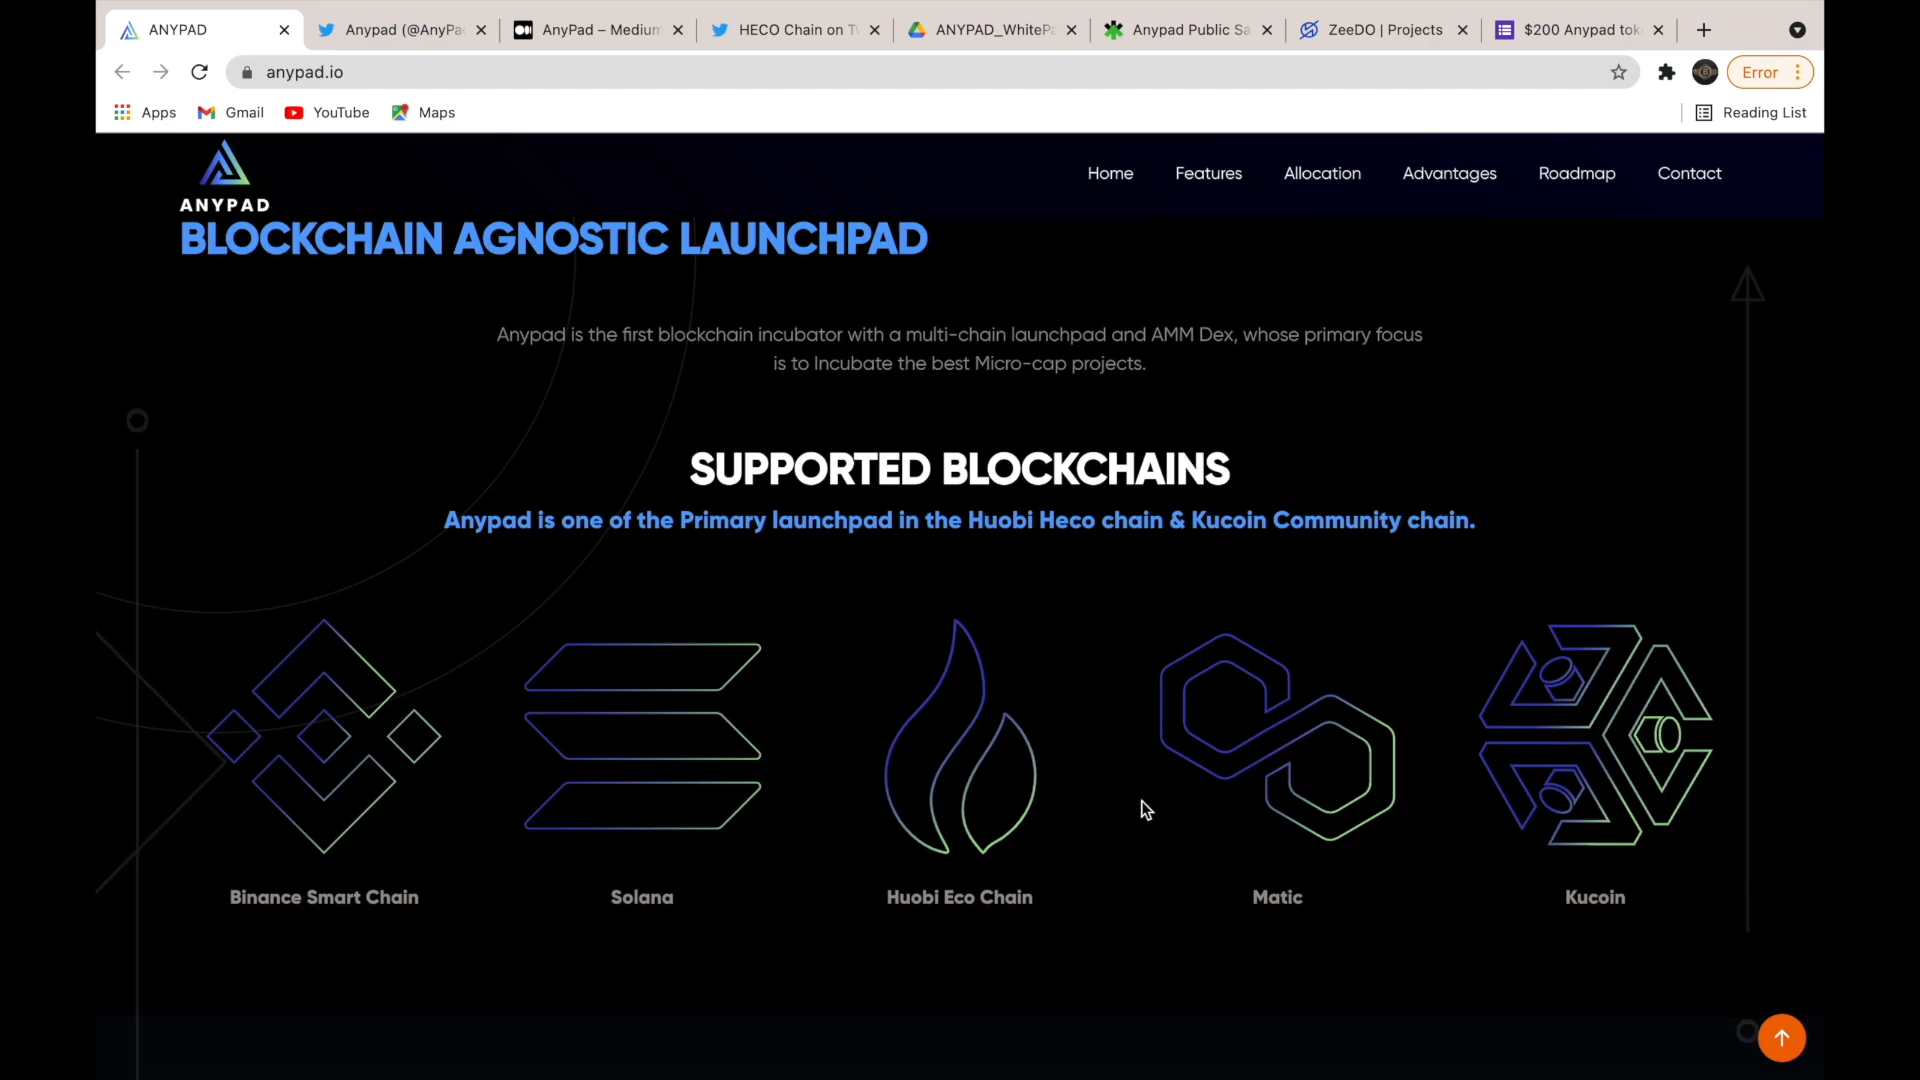 ANYPAD
Anypad (@AnyPa
AnyPad – Medium
HECO Chain on Tw
ANYPAD_WhitePa
Anypad Public Sa
ZeeDO | Projects
$200 Anypad tok
anypad.io
Error
Apps
Gmail
YouTube
Maps
Reading List
ANYPAD
Home
Features
Allocation
Advantages
Roadmap
Contact
BLOCKCHAIN AGNOSTIC LAUNCHPAD
Anypad is the first blockchain incubator with a multi-chain launchpad and AMM Dex, whose primary focus
is to Incubate the best Micro-cap projects.
SUPPORTED BLOCKCHAINS
Anypad is one of the Primary launchpad in the Huobi Heco chain & Kucoin Community chain.
Binance Smart Chain
Solana
Huobi Eco Chain
Matic
Kucoin